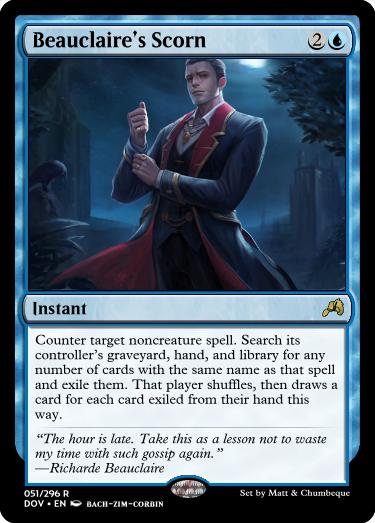 Beauclaire's Scorn 2
Instant
Counter target noncreature spell. Search its
controller's graveyard, hand, and library for any
number of cards with the same name as that spell
and exile them. That player shuffles, then draws a
card for each card exiled from their hand this
way.
“The hour is late. Take this as a lesson not to waste
my time with such gossip again.”
—Richarde Beauclaire
051/296 R
DOV • EN BACH-ZIM-CORBIN
Set by Matt & Chumbeque